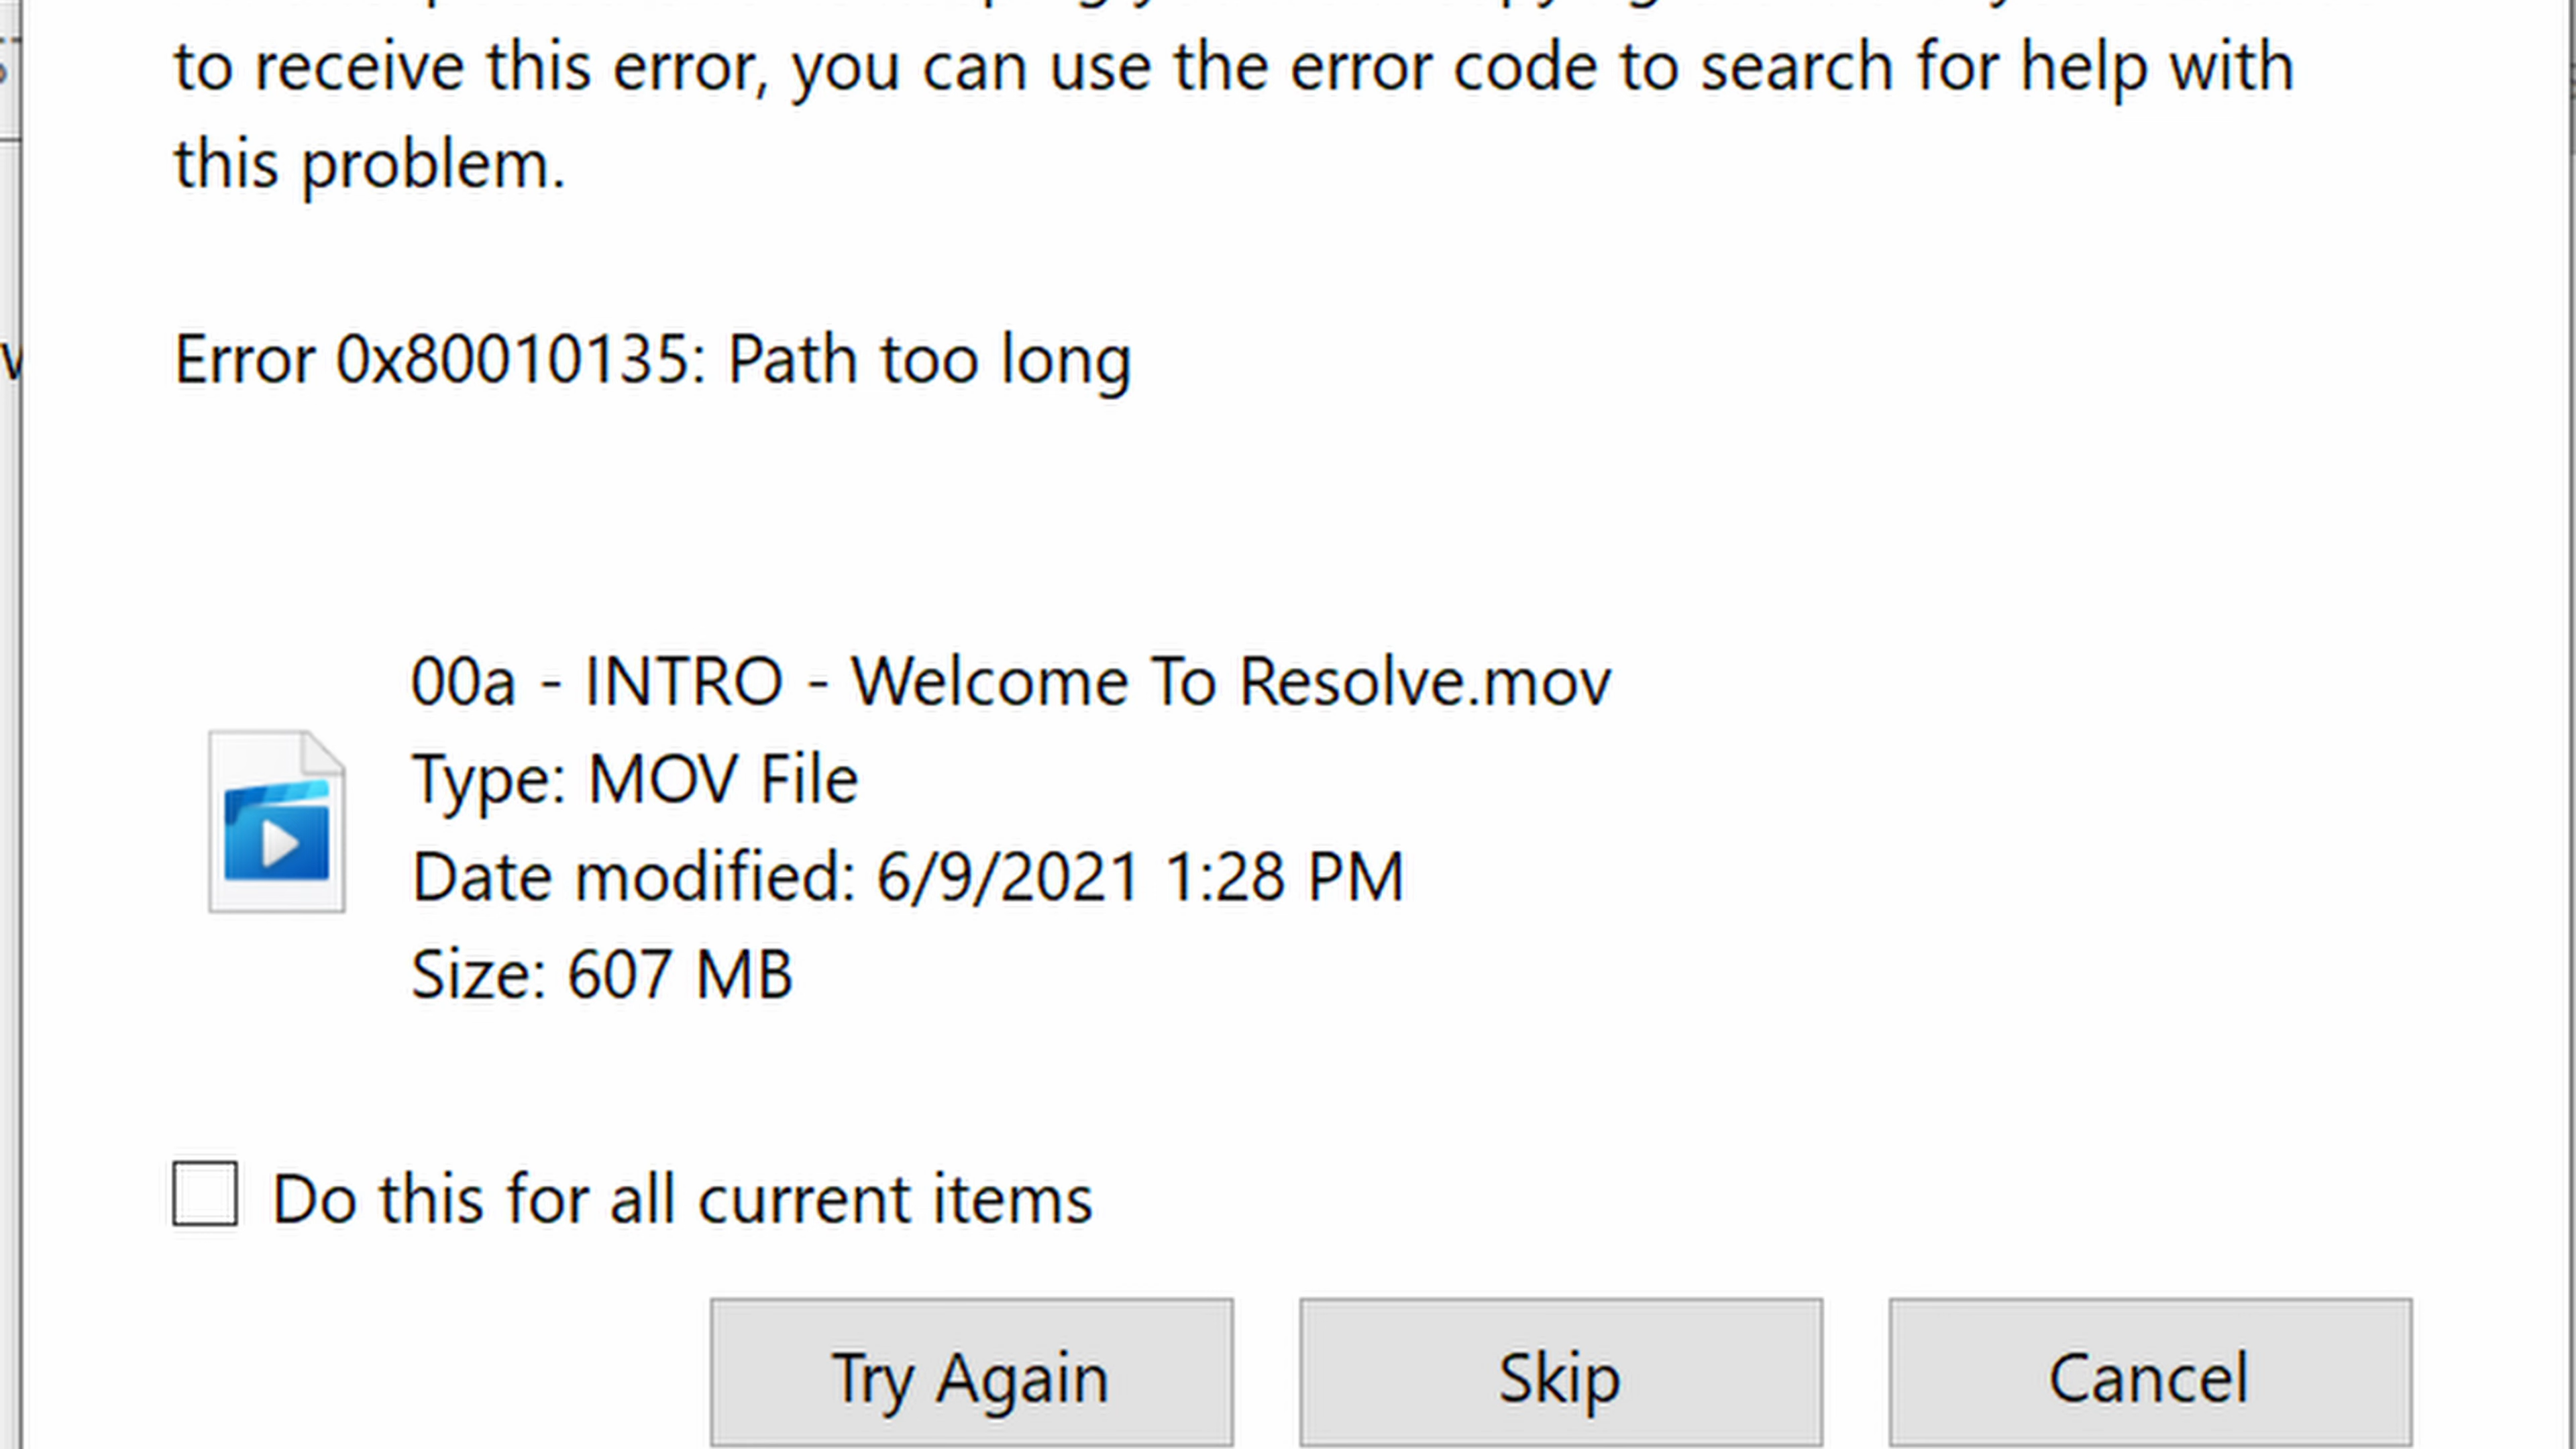 to receive this error, you can use the error code to search for help with
this problem.
Error 0x80010135: Path too long
00a - INTRO - Welcome To Resolve.mov
Type: MOV File
Date modified: 6/9/2021 1:28 PM
Size: 607 MB
Do this for all current items
Try Again
Skip
Cancel